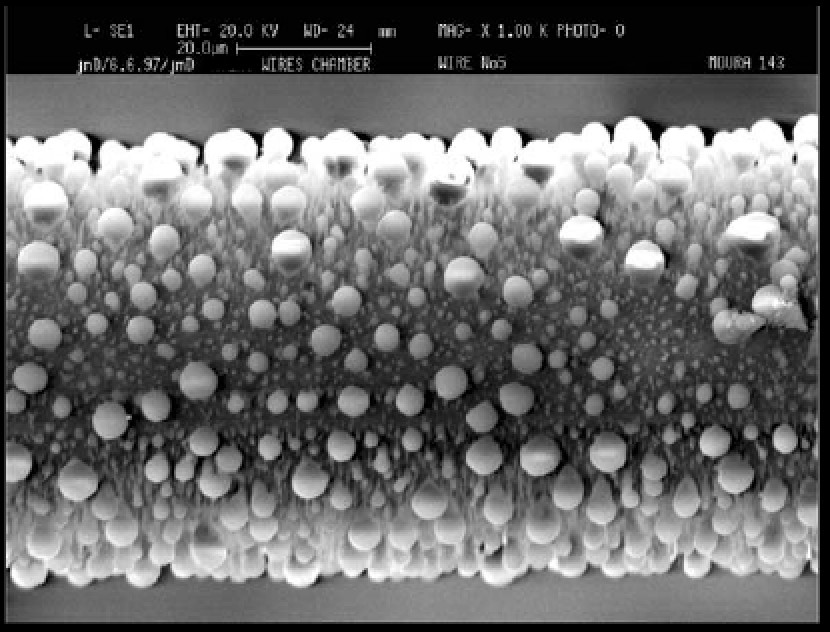 L- SE1 EHT- 20.0 KV WD- 24 mm MAG- X 1.00 K PHOTO- 0
20.0µm
jmD/6.6.97/jmD WIRES CHAMBER WIRE No5 MOURA 143